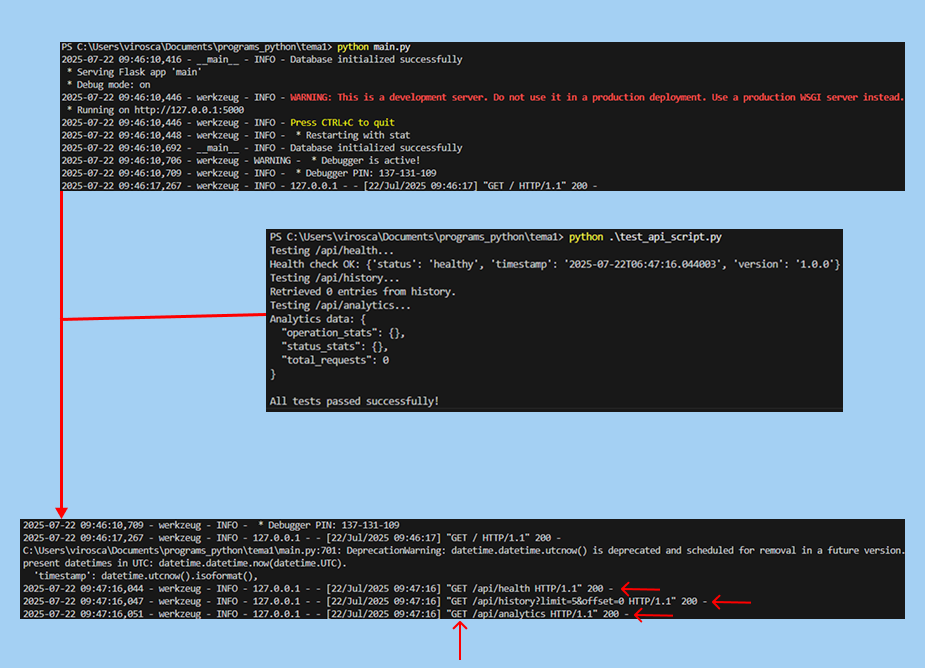 PS C:\Users\virosca\Documents\programs_python\tema1> python main.py
2025-07-22 09:46:10,416 - __main__ - INFO - Database initialized successfully
 * Serving Flask app 'main'
 * Debug mode: on
2025-07-22 09:46:10,446 - werkzeug - INFO - WARNING: This is a development server. Do not use it in a production deployment. Use a production WSGI server instead.
 * Running on http://127.0.0.1:5000
2025-07-22 09:46:10,446 - werkzeug - INFO - Press CTRL+C to quit
2025-07-22 09:46:10,448 - werkzeug - INFO -  * Restarting with stat
2025-07-22 09:46:10,692 - __main__ - INFO - Database initialized successfully
2025-07-22 09:46:10,706 - werkzeug - WARNING -  * Debugger is active!
2025-07-22 09:46:10,709 - werkzeug - INFO -  * Debugger PIN: 137-131-109
2025-07-22 09:46:17,267 - werkzeug - INFO - 127.0.0.1 - - [22/Jul/2025 09:46:17] "GET / HTTP/1.1" 200 -
PS C:\Users\virosca\Documents\programs_python\tema1> python .\test_api_script.py
Testing /api/health...
Health check OK: {'status': 'healthy', 'timestamp': '2025-07-22T06:47:16.044003', 'version': '1.0.0'}
Testing /api/history...
Retrieved 0 entries from history.
Testing /api/analytics...
Analytics data: {
  "operation_stats": {},
  "status_stats": {},
  "total_requests": 0
}
All tests passed successfully!
2025-07-22 09:46:10,709 - werkzeug - INFO -  * Debugger PIN: 137-131-109
2025-07-22 09:46:17,267 - werkzeug - INFO - 127.0.0.1 - - [22/Jul/2025 09:46:17] "GET / HTTP/1.1" 200 -
C:\Users\virosca\Documents\programs_python\tema1\main.py:701: DeprecationWarning: datetime.datetime.utcnow() is deprecated and scheduled for removal in a future version.
present datetimes in UTC: datetime.datetime.now(datetime.UTC).
  'timestamp': datetime.utcnow().isoformat(),
2025-07-22 09:47:16,044 - werkzeug - INFO - 127.0.0.1 - - [22/Jul/2025 09:47:16] "GET /api/health HTTP/1.1" 200 -
2025-07-22 09:47:16,047 - werkzeug - INFO - 127.0.0.1 - - [22/Jul/2025 09:47:16] "GET /api/history?limit=5&offset=0 HTTP/1.1" 200 -
2025-07-22 09:47:16,051 - werkzeug - INFO - 127.0.0.1 - - [22/Jul/2025 09:47:16] "GET /api/analytics HTTP/1.1" 200 -